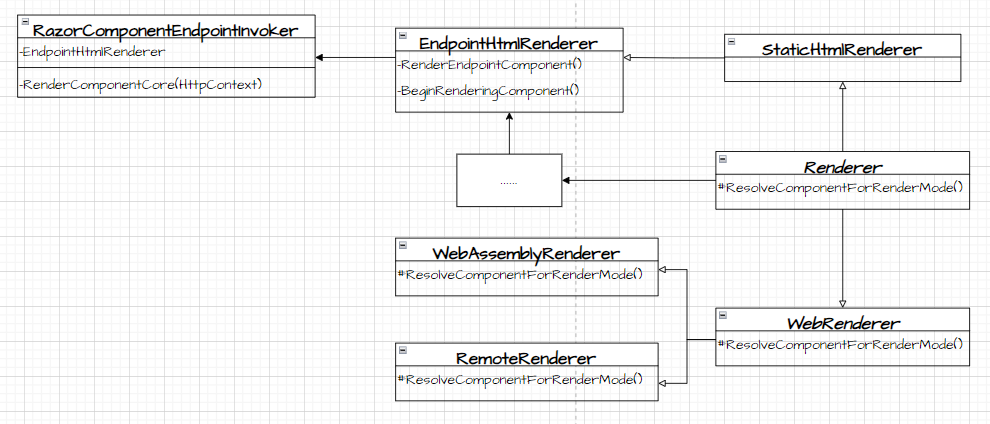 RazorComponentEndpointInvoker
-EndpointHtmlRenderer
-RenderComponentCore(HttpContext)
EndpointHtmlRenderer
-RenderEndpointComponent()
-BeginRenderingComponent()
StaticHtmlRenderer
......
Renderer
#ResolveComponentForRenderMode()
WebAssemblyRenderer
#ResolveComponentForRenderMode()
WebRenderer
#ResolveComponentForRenderMode()
RemoteRenderer
#ResolveComponentForRenderMode()